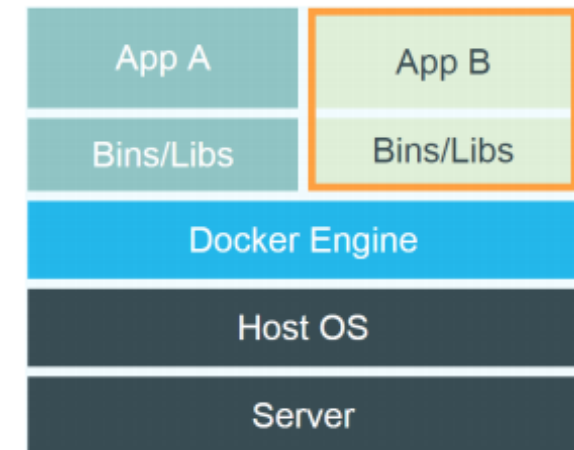 App A
App B
Bins/Libs
Bins/Libs
Docker Engine
Host OS
Server